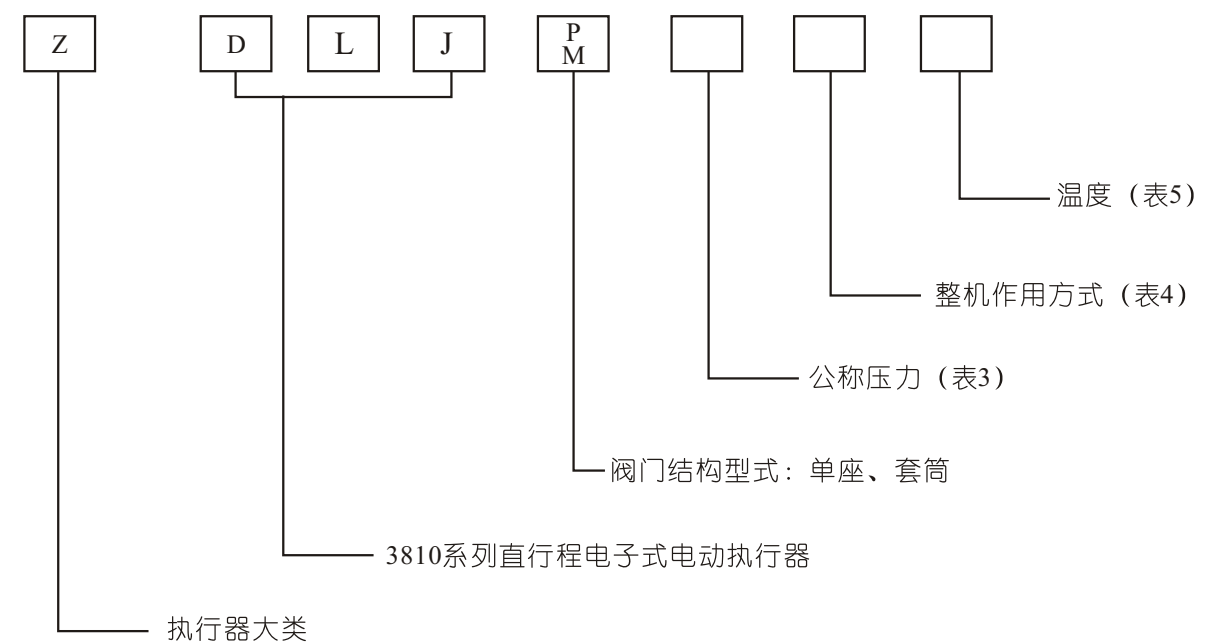 Z D L J P M
温度（表5）
整机作用方式（表4）
公称压力（表3）
阀门结构型式：单座、套筒
3810系列直行程电子式电动执行器
执行器大类